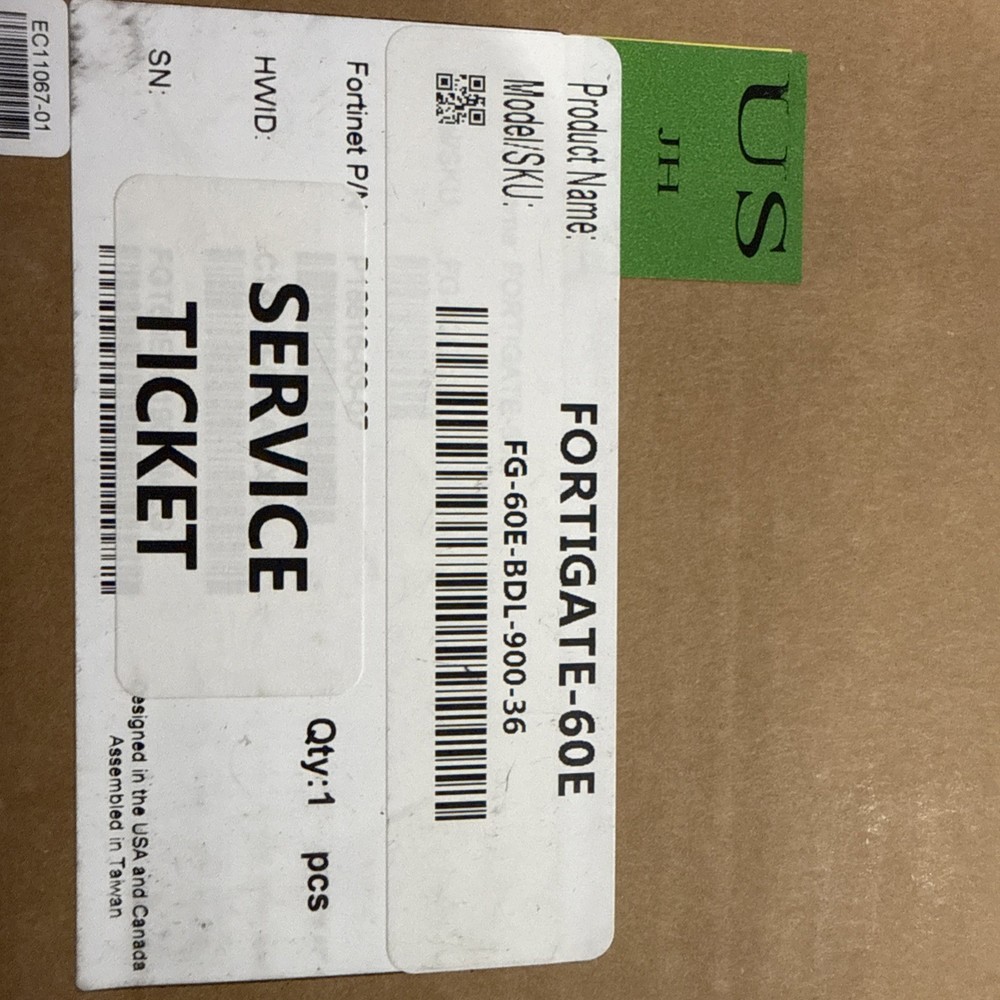 US
JH
Product Name:
FORTIGATE-60E
Model/SKU:
FG-60E-BDL-900-36
Fortinet P/N
HWID:
SN:
SERVICE
TICKET
Qty:1 pcs
esigned in the USA and Canada
Assembled in Taiwan
EC11067-01